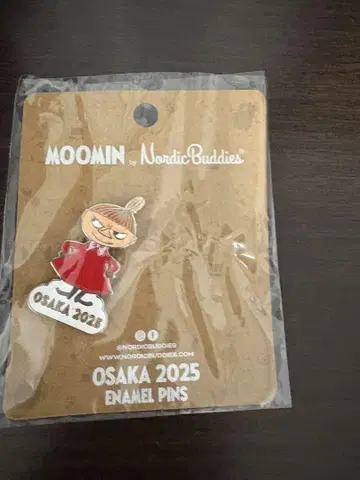 MOOMIN by NordicBuddies®
OSAKA 2025
@NORDICBUDDIES
WWW.NORDICBUDDIES.COM
OSAKA 2025
ENAMEL PINS